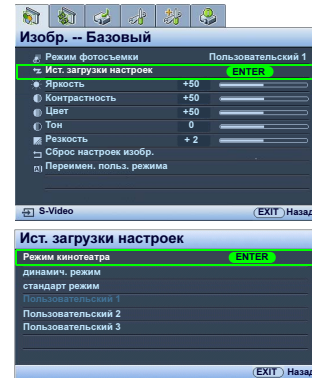 Изобр. -- Базовый
Режим фотосъемки Пользовательский 1
Ист. загрузки настроек ENTER
Яркость +50
Контрастность +50
Цвет +50
Тон 0
Резкость + 2
Сброс настроек изобр.
Переимен. польз. режима
S-Video EXIT Назад
Ист. загрузки настроек
Режим кинотеатра ENTER
динамич. режим
стандарт режим
Пользовательский 1
Пользовательский 2
Пользовательский 3
EXIT Назад